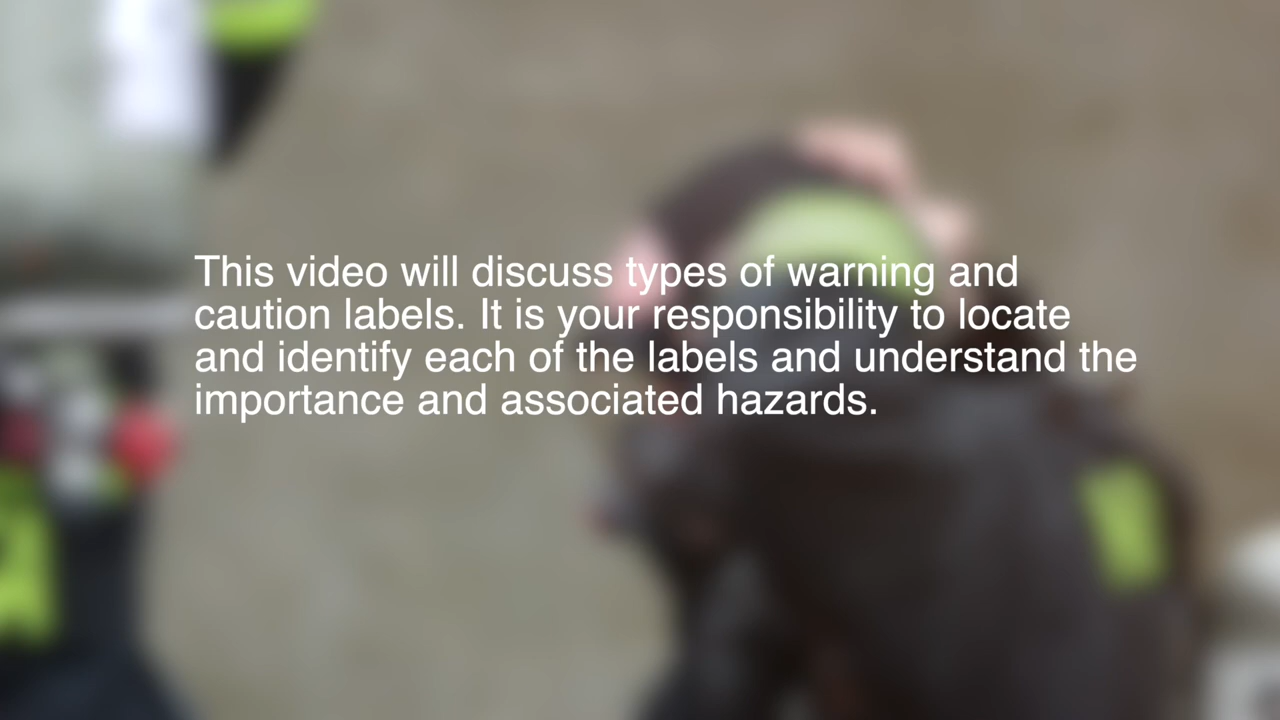 This video will discuss types of warning and
caution labels. It is your responsibility to locate
and identify each of the labels and understand the
importance and associated hazards.